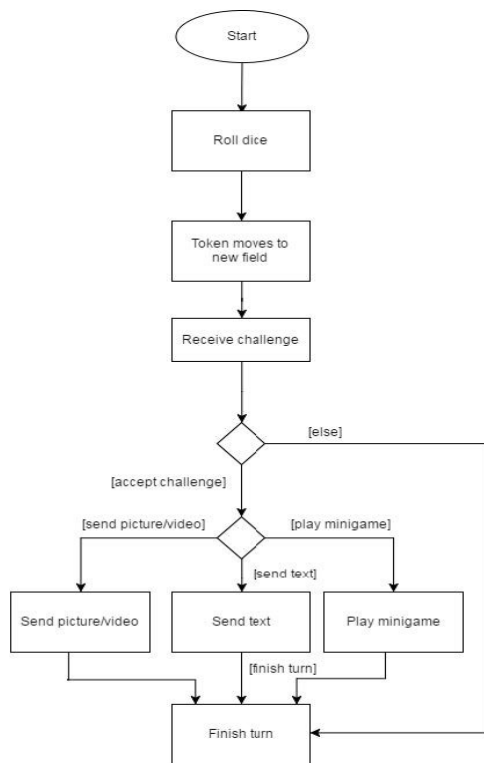 Start
Roll dice
Token moves to
new field
Receive challenge
[else]
[accept challenge]
[send picture/video]
[play minigame]
[send text]
Send picture/video
Send text
Play minigame
[finish turn]
Finish turn